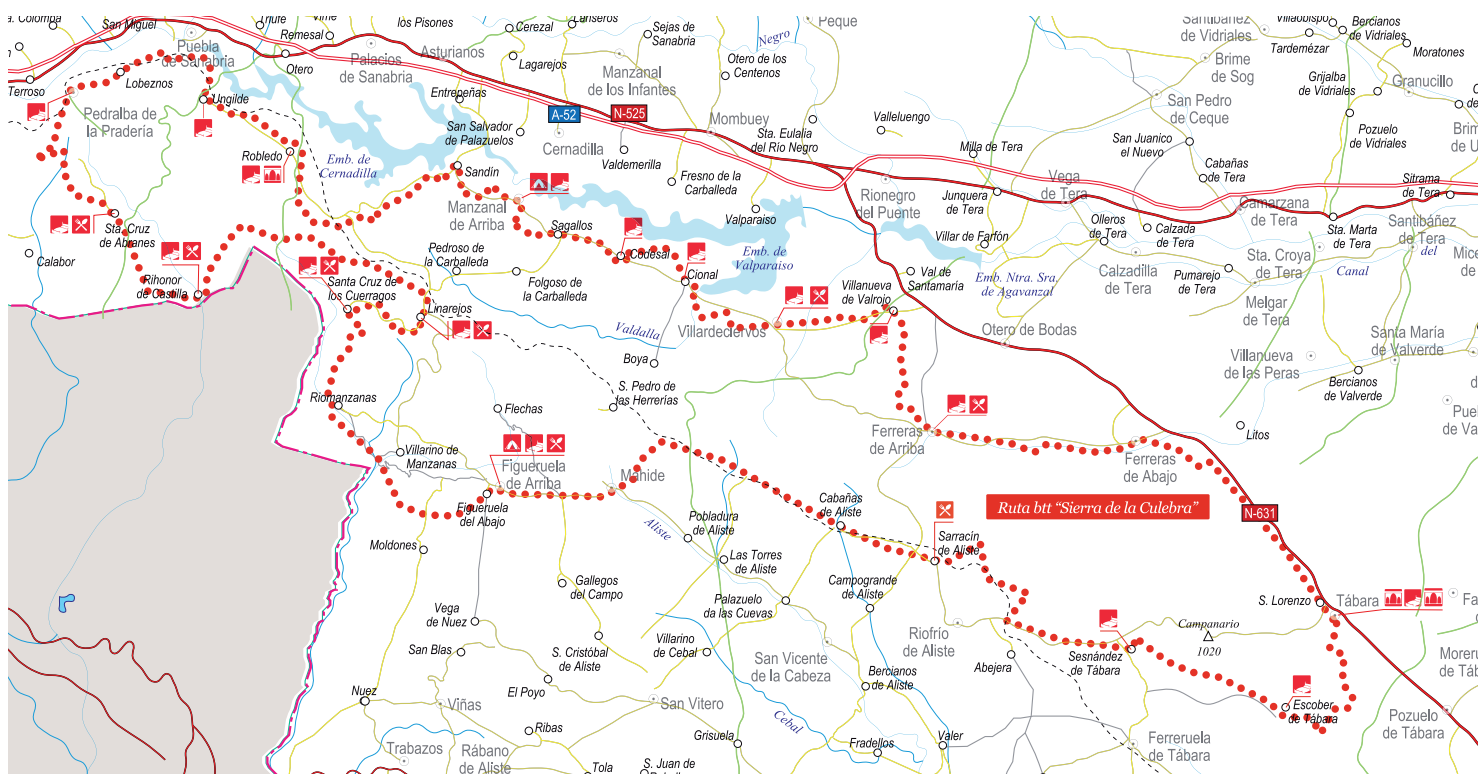 a. Colomba
San Miguel
Triufe
Vime
Remesal
los Pisones
Cerezal
Lanseros
Sejas de
Sanabria
Peque
Santibáñez
de Vidriales
Villaobispo
Bercianos
de Vidriales
Tardemézar
Moratones
Puebla
de Sanabria
Otero
Palacios
de Sanabria
Asturianos
Lagarejos
Manzanal
de los Infantes
Otero de los
Centenos
Negro
Brime
de Sog
Grijalba
de Vidriales
Granucillo
Terroso
Lobeznos
Ungilde
Entrepeñas
A-52
N-525
San Pedro
de Ceque
Pedralba de
la Pradería
San Salvador
de Palazuelos
Cernadilla
Mombuey
Sta. Eulalia
del Río Negro
Valleluengo
San Juanico
el Nuevo
Pozuelo
de Vidriales
Robledo
Emb. de
Cernadilla
Sandín
Valdemerilla
Fresno de la
Carballeda
Milla de Tera
Cabañas
de Tera
Sitrama
de Tera
Manzanal
de Arriba
Valparaiso
Rionegro
del Puente
Junquera
de Tera
Vega
de Tera
Camarzana
de Tera
Sta. Cruz
de Abranes
Sagallos
Villar de Farfón
Olleros
de Tera
Calzada
de Tera
Sta. Marta
de Tera
Santibáñez
de Tera
Calabor
Pedroso de
la Carballeda
Codesal
Emb. de
Valparaiso
Calzadilla
de Tera
Sta. Croya
de Tera
Canal
del
Rihonor
de Castilla
Santa Cruz de
los Cuerragos
Folgoso de
la Carballeda
Cional
Villanueva
de Valrojo
Val de
Santamaría
Emb. Ntra. Sra.
de Agavanzal
Pumarejo
de Tera
Melgar
de Tera
Linarejos
Valdalla
Villardeciervos
Otero de Bodas
Santa María
de Valverde
Boya
Villanueva
de las Peras
Bercianos
de Valverde
Riomanzanas
Flechas
S. Pedro de
las Herrerías
Ferreras
de Arriba
Litos
Villarino de
Manzanas
Figueruela
de Arriba
Mahide
Ferreras
de Abajo
Figueruela
del Abajo
Cabañas
de Aliste
Ruta btt “Sierra de la Culebra”
N-631
Aliste
Pobladura
de Aliste
Sarracín
de Aliste
Moldones
Las Torres
de Aliste
Gallegos
del Campo
Campogrande
de Aliste
S. Lorenzo
Tábara
Vega
de Nuez
Palazuelo
da las Cuevas
Riofrío
de Aliste
Campanario
1020
San Blas
S. Cristóbal
de Aliste
Villarino
de Cebal
San Vicente
de la Cabeza
Abejera
Sesnández
de Tábara
Nuez
El Poyo
Bercianos
de Aliste
Escober
de Tábara
Viñas
San Vitero
Cebal
Pozuelo
de Tábara
Ribas
Grisuela
Trabazos
Rábano
de Aliste
Fradellos
Valer
Ferreruela
de Tábara
Tola
S. Juan de